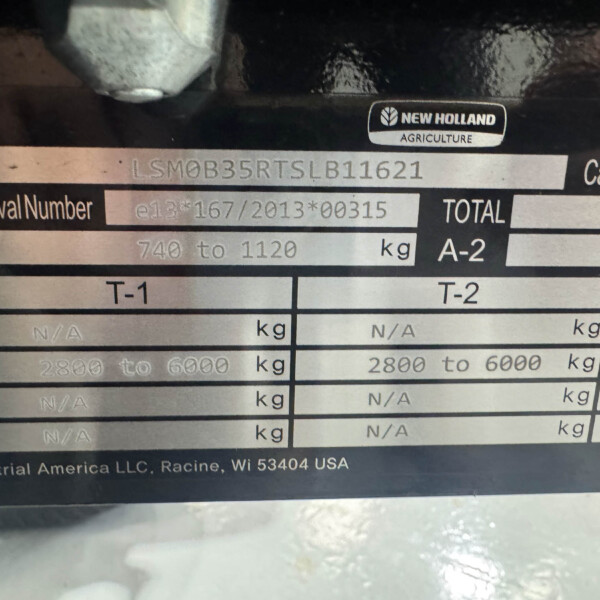 NEW HOLLAND
AGRICULTURE
LSM0B35RTSLB11621 Ca
val Number e13*167/2013*00315 TOTAL
740 to 1120 kg A-2
T-1 T-2
N/A kg N/A kg
2800 to 6000 kg 2800 to 6000 kg
N/A kg N/A kg
N/A kg N/A kg
trial America LLC, Racine, Wi 53404 USA